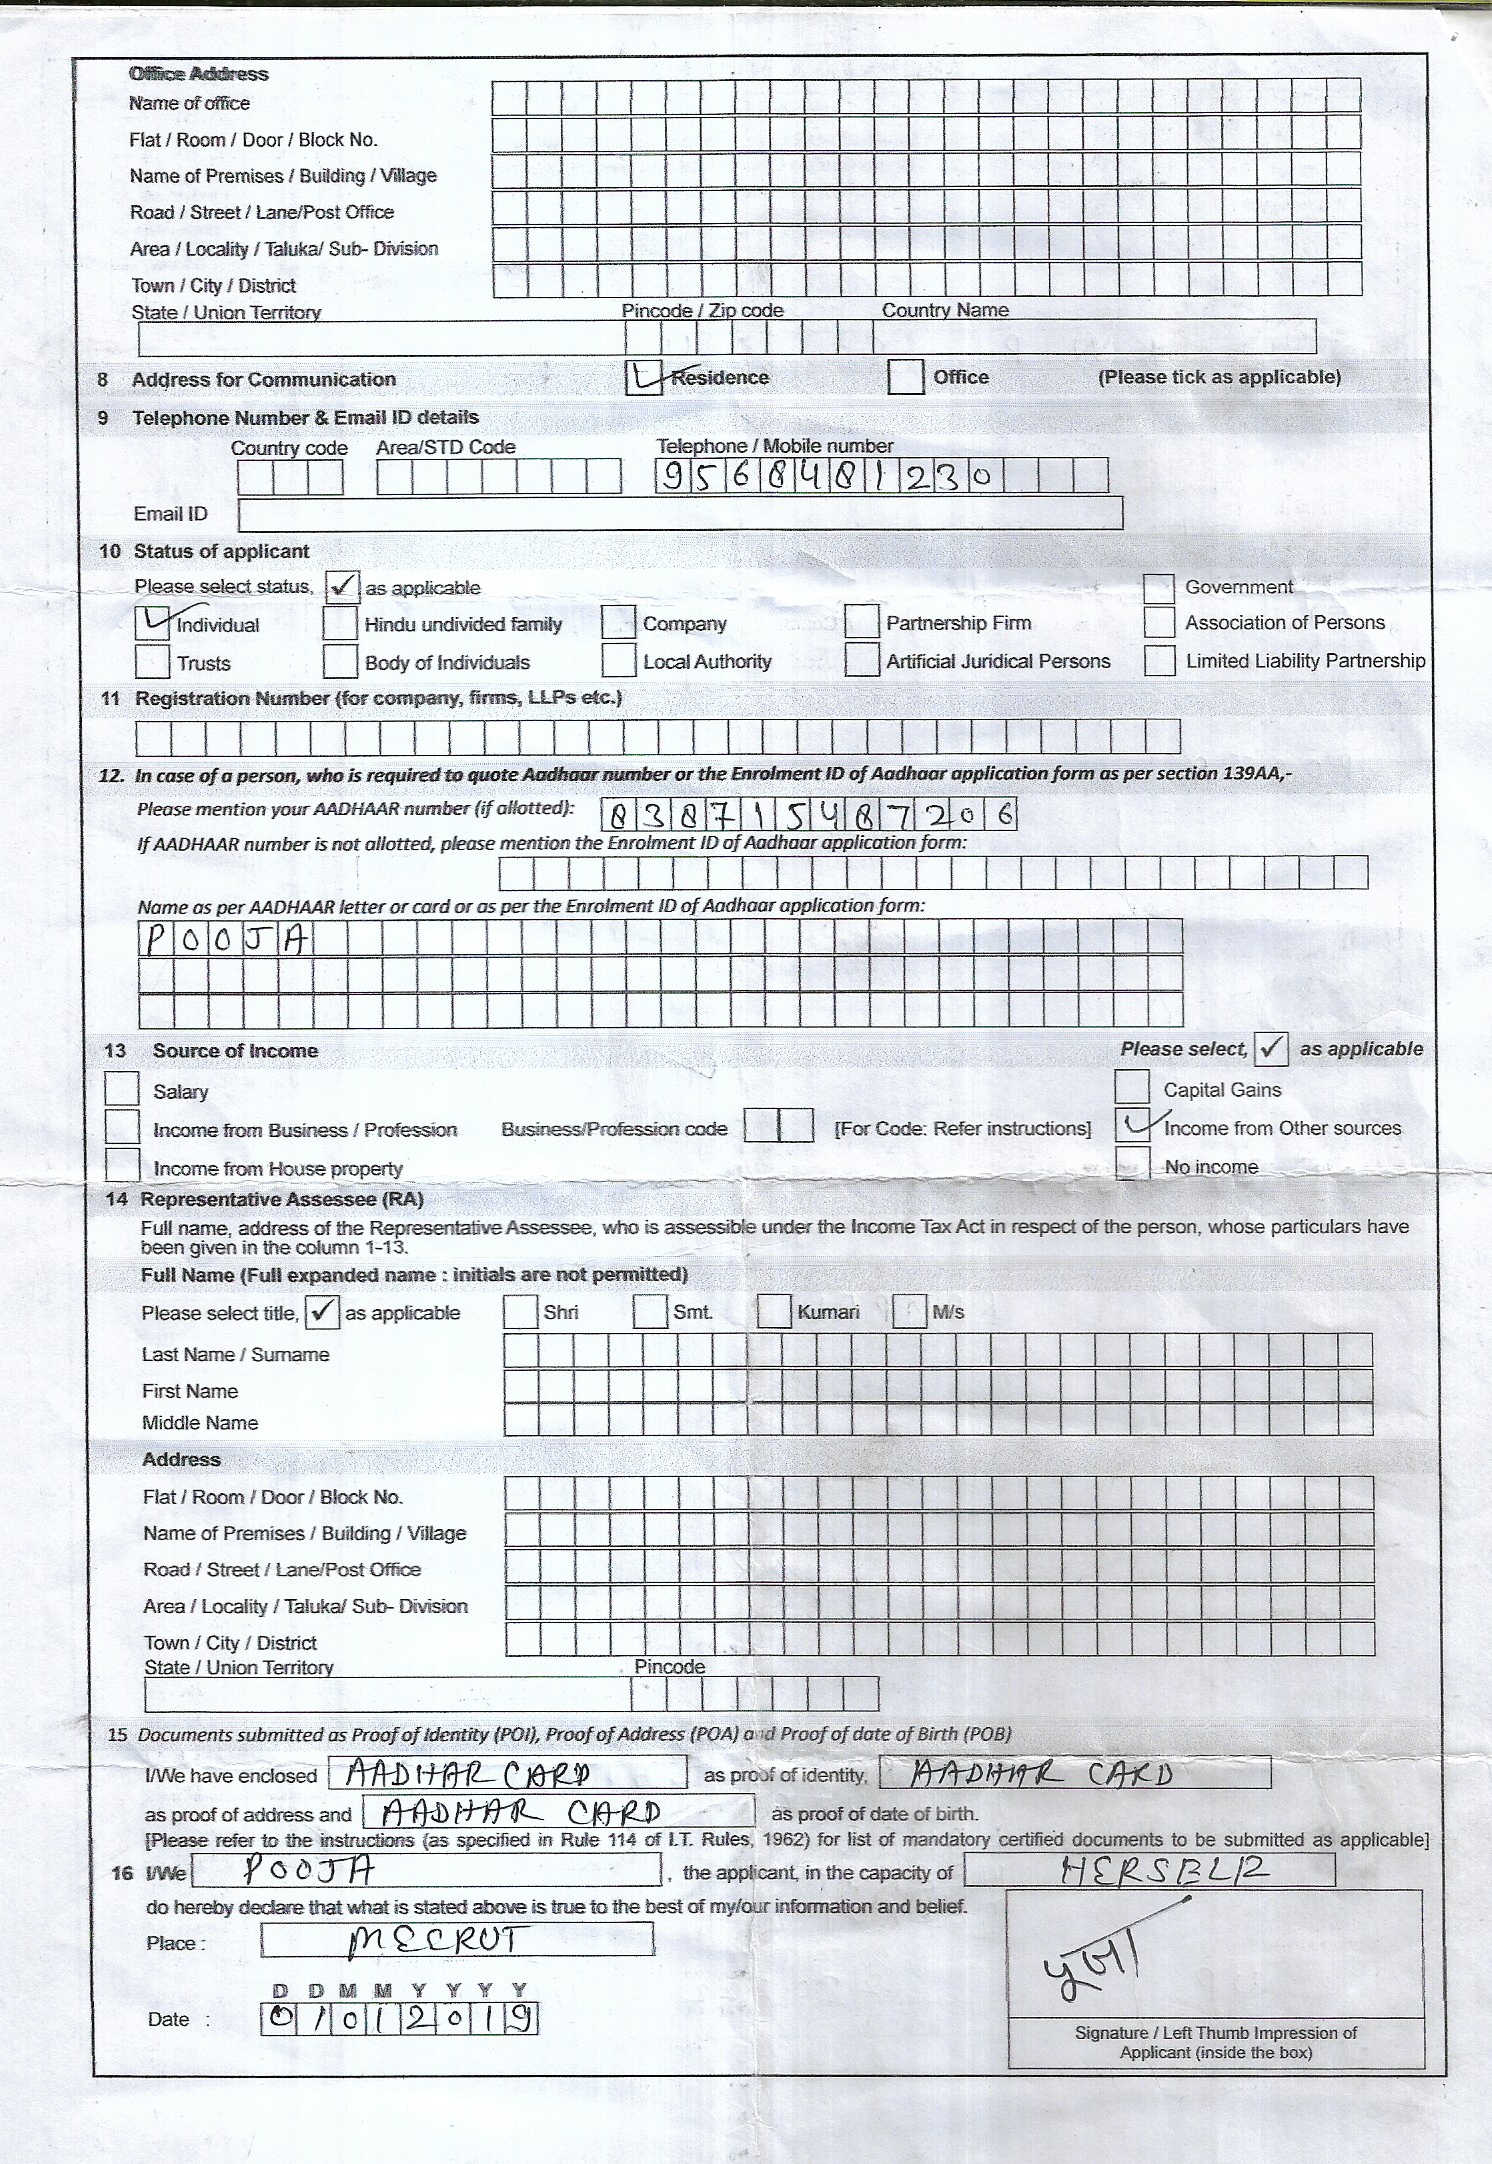 Office Address
Name of office
Flat / Room / Door / Block No.
Name of Premises / Building / Village
Road / Street / Lane/Post Office
Area / Locality / Taluka/ Sub- Division
Town / City / District
State / Union Territory Pincode / Zip code Country Name
8 Address for Communication Residence Office (Please tick as applicable)
9 Telephone Number & Email ID details
Country code Area/STD Code Telephone / Mobile number
9568481230
Email ID
10 Status of applicant
Please select status, ✓ as applicable Government
Individual Hindu undivided family Company Partnership Firm Association of Persons
Trusts Body of Individuals Local Authority Artificial Juridical Persons Limited Liability Partnership
11 Registration Number (for company, firms, LLPs etc.)
12. In case of a person, who is required to quote Aadhaar number or the Enrolment ID of Aadhaar application form as per section 139AA,-
Please mention your AADHAAR number (if allotted): 838715487206
If AADHAAR number is not allotted, please mention the Enrolment ID of Aadhaar application form:
Name as per AADHAAR letter or card or as per the Enrolment ID of Aadhaar application form:
POOJA
13 Source of Income Please select, ✓ as applicable
Salary Capital Gains
Income from Business / Profession Business/Profession code [For Code: Refer instructions] Income from Other sources
Income from House property No income
14 Representative Assessee (RA)
Full name, address of the Representative Assessee, who is assessible under the Income Tax Act in respect of the person, whose particulars have
been given in the column 1-13.
Full Name (Full expanded name : initials are not permitted)
Please select title, ✓ as applicable Shri Smt. Kumari M/s
Last Name / Surname
First Name
Middle Name
Address
Flat / Room / Door / Block No.
Name of Premises / Building / Village
Road / Street / Lane/Post Office
Area / Locality / Taluka/ Sub- Division
Town / City / District
State / Union Territory Pincode
15 Documents submitted as Proof of Identity (POI), Proof of Address (POA) and Proof of date of Birth (POB)
I/We have enclosed AADHAR CARD as proof of identity, AADHAR CARD
as proof of address and AADHAR CARD as proof of date of birth.
[Please refer to the instructions (as specified in Rule 114 of I.T. Rules, 1962) for list of mandatory certified documents to be submitted as applicable]
16 I/We POOJA , the applicant, in the capacity of HERSELF
do hereby declare that what is stated above is true to the best of my/our information and belief.
Place : MEERUT
पूजा
D D M M Y Y Y Y
Date : 01012019
Signature / Left Thumb Impression of
Applicant (inside the box)